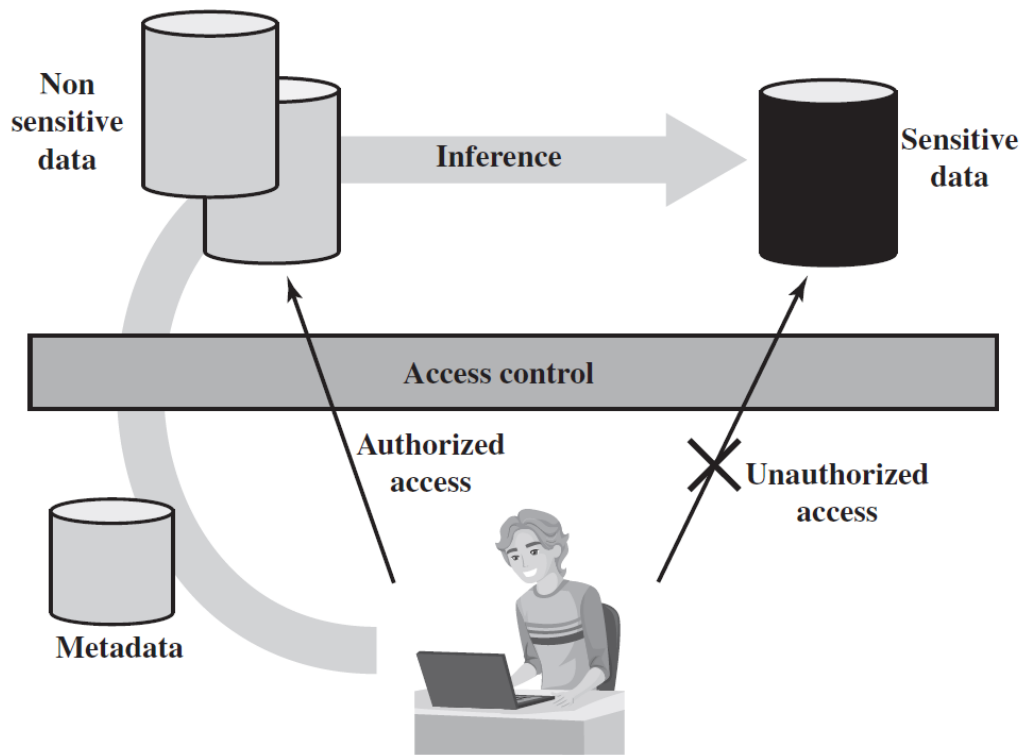 Non
sensitive
data
Inference
Sensitive
data
Access control
Authorized
access
Unauthorized
access
Metadata